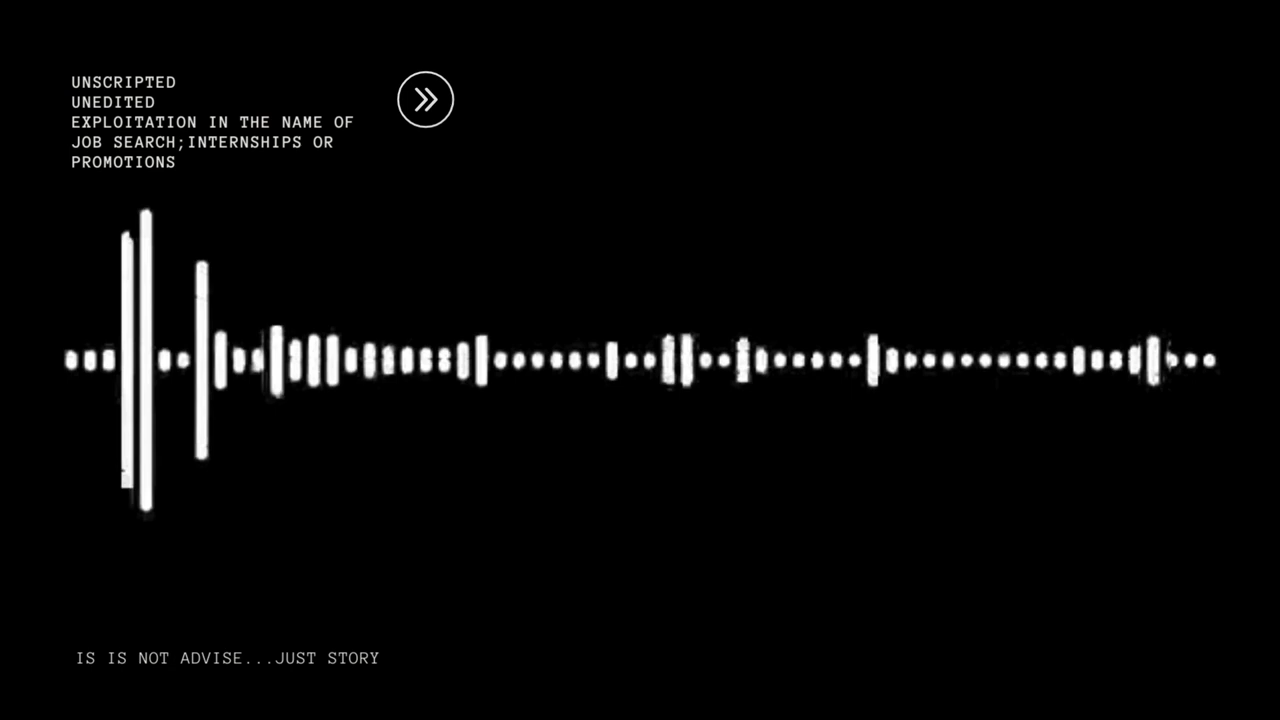 UNSCRIPTED
UNEDITED
EXPLOITATION IN THE NAME OF
JOB SEARCH;INTERNSHIPS OR
PROMOTIONS
IS IS NOT ADVISE...JUST STORY